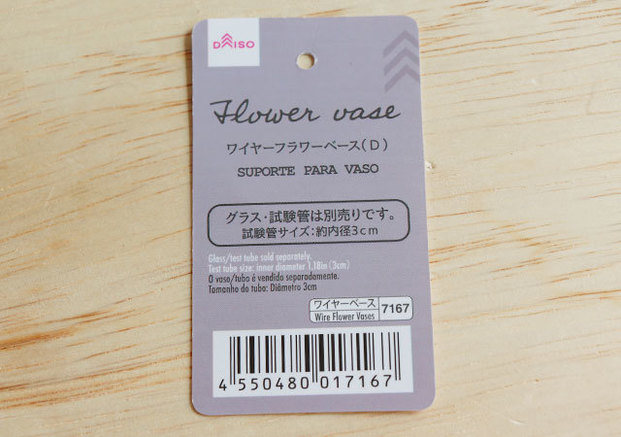 DAISO
Flower vase
ワイヤーフラワーベース(D)
SUPORTE PARA VASO
グラス・試験管は別売りです。
試験管サイズ:約内径3cm
Glass/test tube sold separately.
Test tube size: inner diameter 1,18in (3cm)
O vaso/tubo é vendido separadamente.
Tamanho do tubo: Diâmetro 3cm
ワイヤーベース 7167
Wire Flower Vases
4 550480 017167